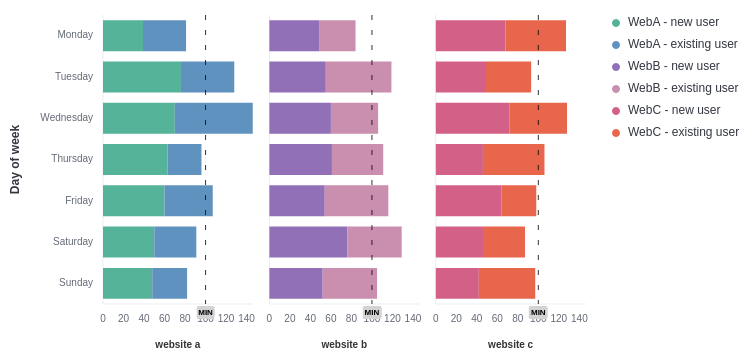 Day of week
Monday
Tuesday
Wednesday
Thursday
Friday
Saturday
Sunday
0 20 40 60 80 100 120 140
MIN
website a
0 20 40 60 80 100 120 140
MIN
website b
0 20 40 60 80 100 120 140
MIN
website c
WebA - new user
WebA - existing user
WebB - new user
WebB - existing user
WebC - new user
WebC - existing user